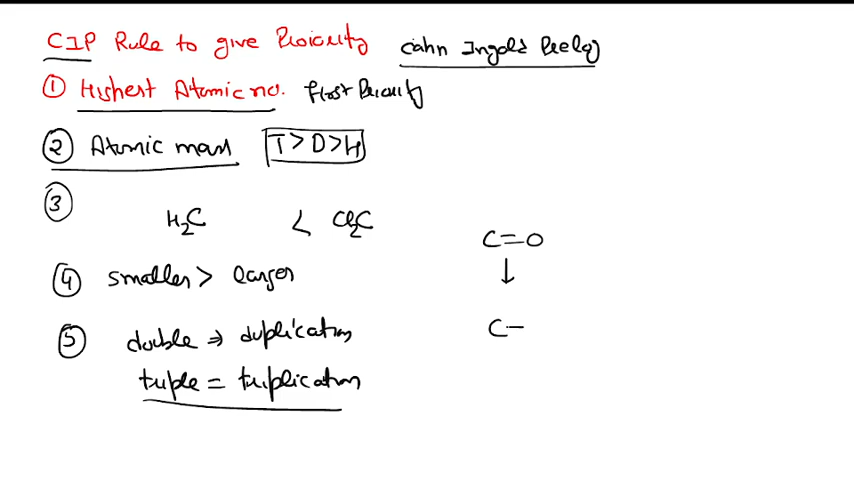 CIP Rule to give Priority Cahn Ingold Prelog
① Highest Atomic no. first Priority
② Atomic mass T > D > H
③ H₂C < Cl₂C
④ smaller > larger
⑤ double ⇒ duplication
triple = triplication
C=O
↓
C-